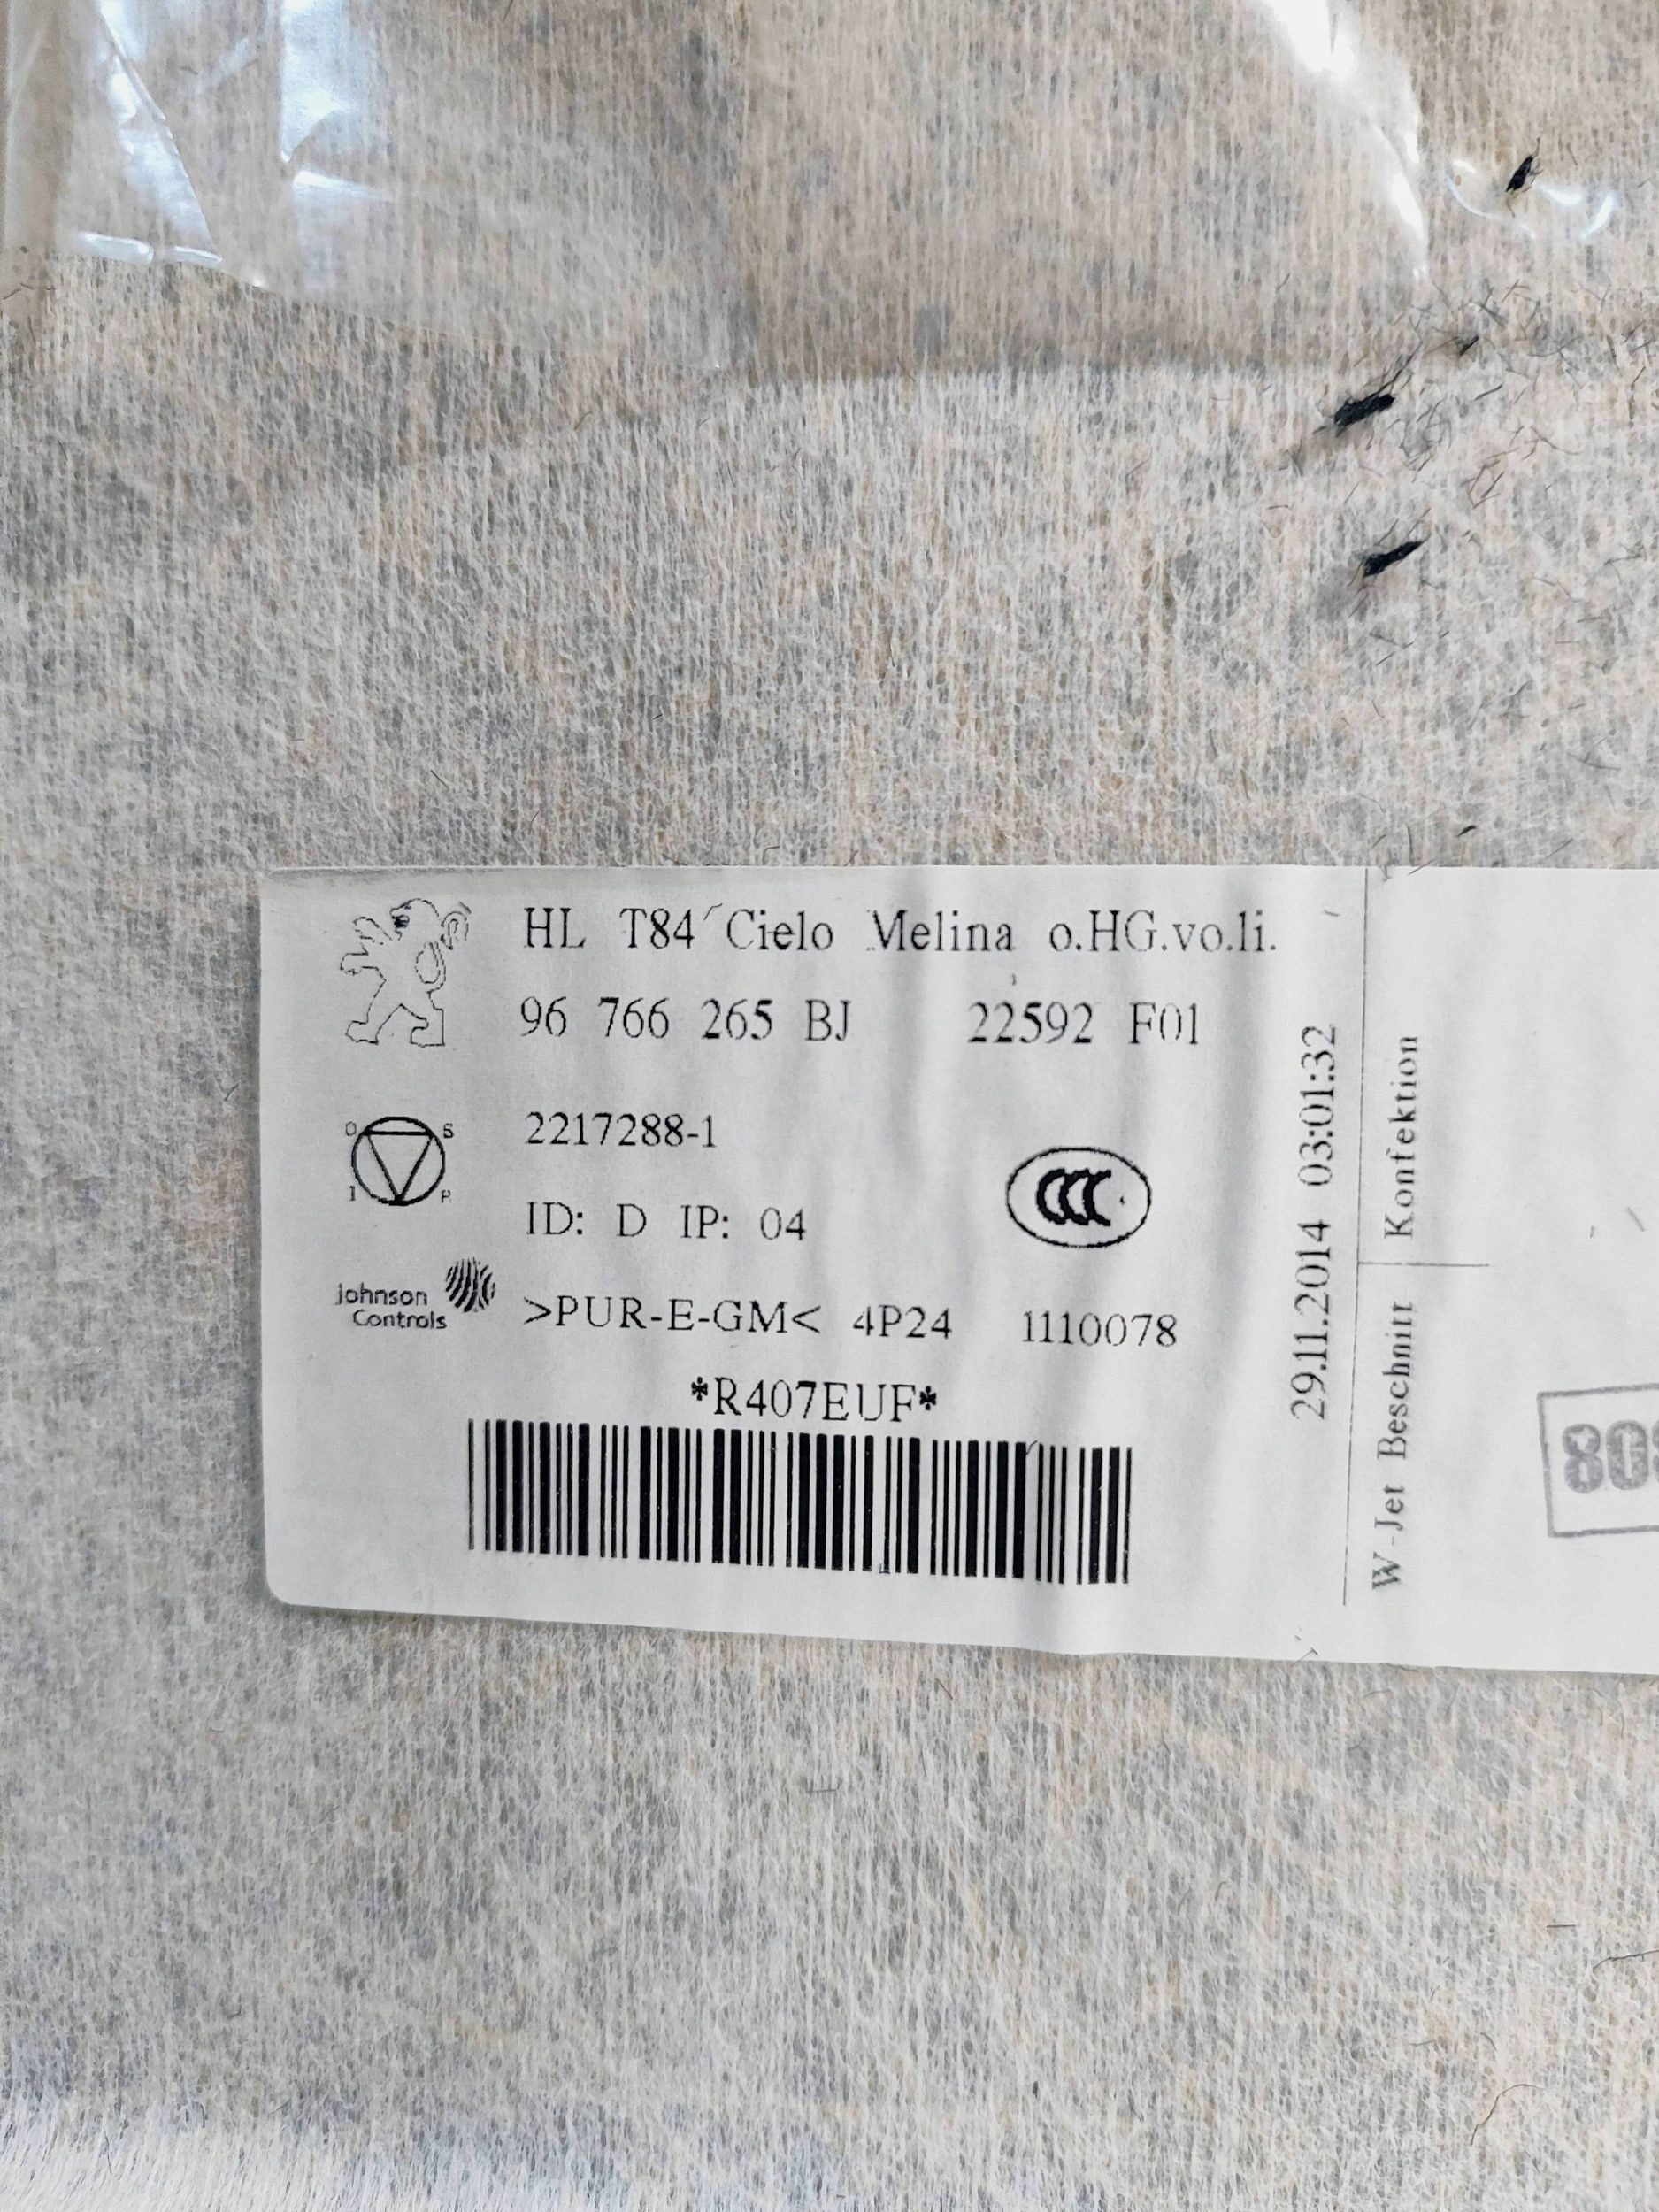 HL T84´Cielo Melina o.HG.vo.li.
96 766 265 BJ 22592 F01
O S
I P
2217288-1
ID: D IP: 04
CCC
Johnson
Controls
>PUR-E-GM< 4P24 1110078
*R407EUF*
29.11.2014 03:01:32
W-Jet Beschnitt Konfektion